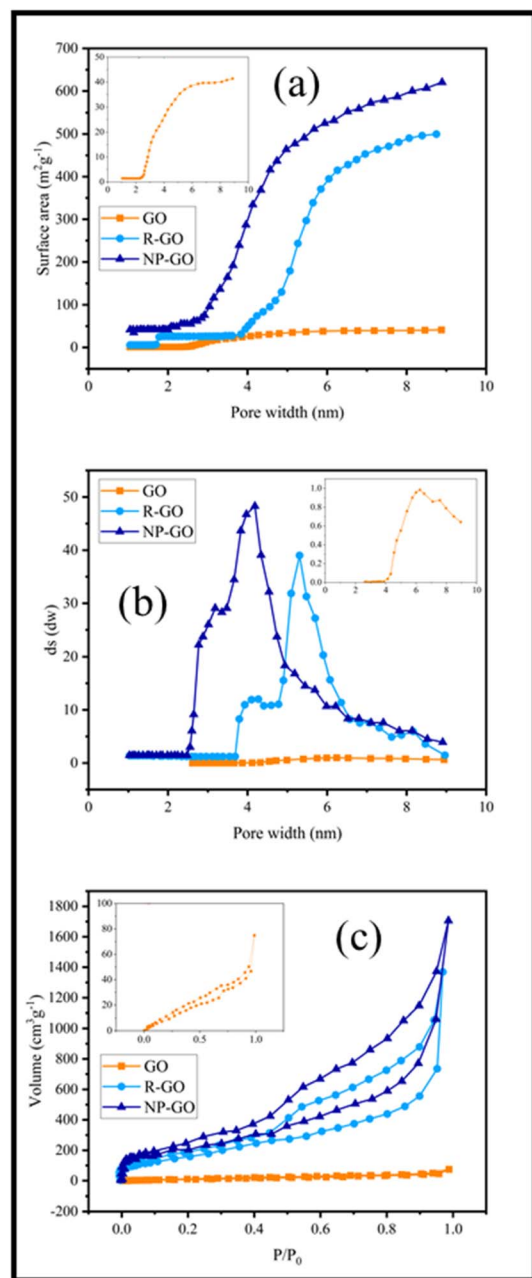 (a)
Surface area (m²g⁻¹)
700
600
500
400
300
200
100
0
50
40
30
20
10
0
0 2 4 6 8 10
GO
R-GO
NP-GO
0 2 4 6 8 10
Pore witdth (nm)
(b)
ds (dw)
50
40
30
20
10
0
GO
R-GO
NP-GO
1.0
0.8
0.6
0.4
0.2
0.0
0 2 4 6 8 10
0 2 4 6 8 10
Pore width (nm)
(c)
Volume (cm³g⁻¹)
1800
1600
1400
1200
1000
800
600
400
200
0
-200
100
80
60
40
20
0
0.0 0.5 1.0
GO
R-GO
NP-GO
0.0 0.2 0.4 0.6 0.8 1.0
P/P₀